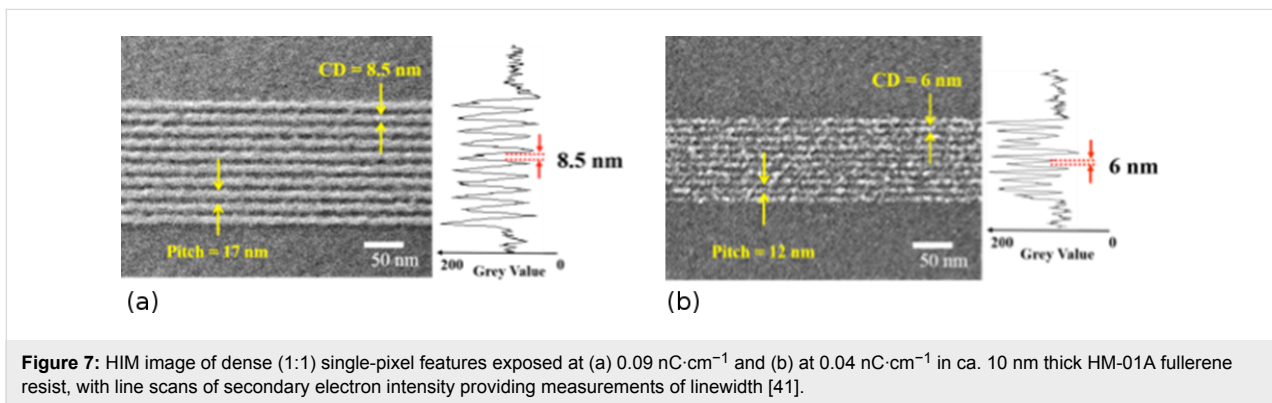 CD = 8.5 nm
8.5 nm
Pitch = 17 nm
50 nm
200
0
Grey Value
(a)
CD = 6 nm
6 nm
Pitch = 12 nm
50 nm
200
0
Grey Value
(b)
Figure 7: HIM image of dense (1:1) single-pixel features exposed at (a) 0.09 nC·cm⁻¹ and (b) at 0.04 nC·cm⁻¹ in ca. 10 nm thick HM-01A fullerene
resist, with line scans of secondary electron intensity providing measurements of linewidth [41].